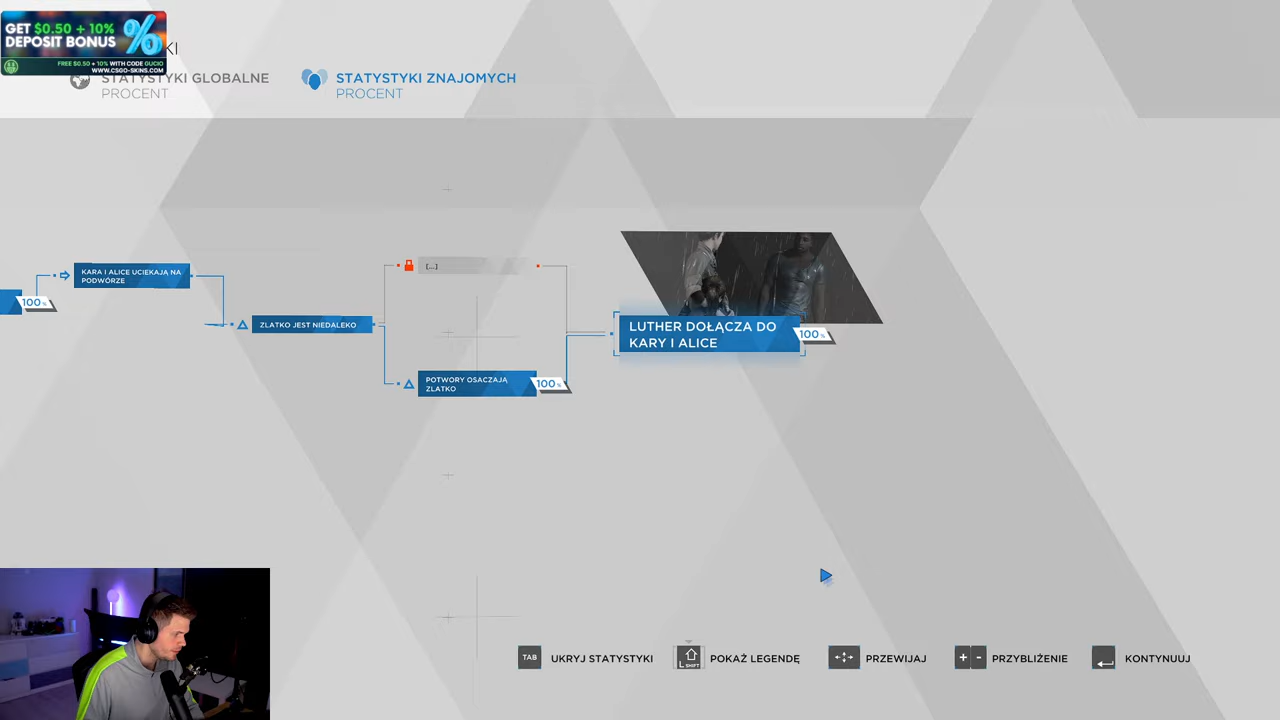 GET $0.50 + 10%
DEPOSIT BONUS
%
FREE $0.50 + 10% WITH CODE GUCIO
WWW.CSGO-SKINS.COM
KI
STATYSTYKI GLOBALNE
PROCENT
STATYSTYKI ZNAJOMYCH
PROCENT
KARA I ALICE UCIEKAJĄ NA
PODWÓRZE
100%
ZLATKO JEST NIEDALEKO
[...]
POTWORY OSACZAJĄ
ZLATKO
100%
LUTHER DOŁĄCZA DO
KARY I ALICE
100%
TAB
UKRYJ STATYSTYKI
L SHIFT
POKAŻ LEGENDĘ
PRZEWIJAJ
+ -
PRZYBLIŻENIE
KONTYNUUJ